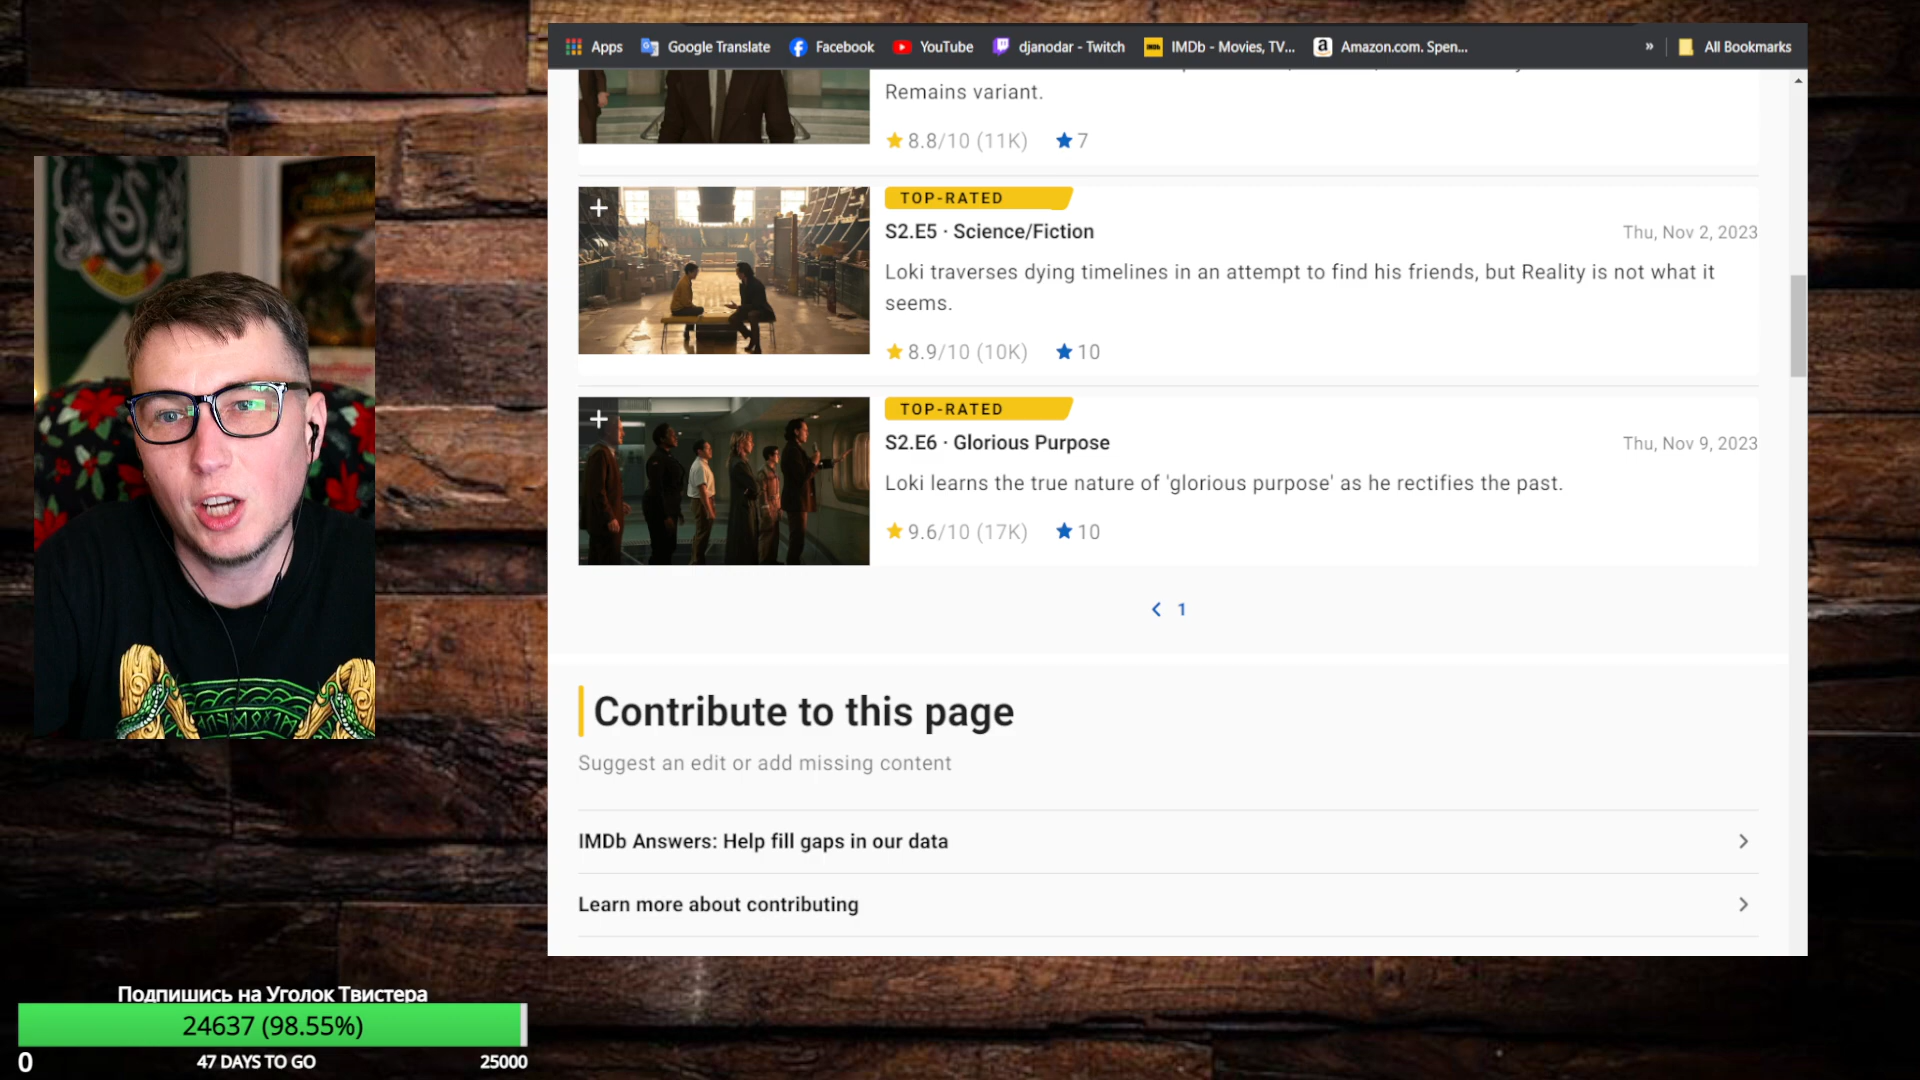 Apps Google Translate Facebook YouTube djanodar - Twitch IMDb - Movies, TV... Amazon.com. Spen... » All Bookmarks
Remains variant.
8.8/10 (11K) 7
TOP-RATED
S2.E5 · Science/Fiction Thu, Nov 2, 2023
Loki traverses dying timelines in an attempt to find his friends, but Reality is not what it
seems.
8.9/10 (10K) 10
TOP-RATED
S2.E6 · Glorious Purpose Thu, Nov 9, 2023
Loki learns the true nature of 'glorious purpose' as he rectifies the past.
9.6/10 (17K) 10
1
Contribute to this page
Suggest an edit or add missing content
IMDb Answers: Help fill gaps in our data
Learn more about contributing
Подпишись на Уголок Твистера
24637 (98.55%)
0 47 DAYS TO GO 25000